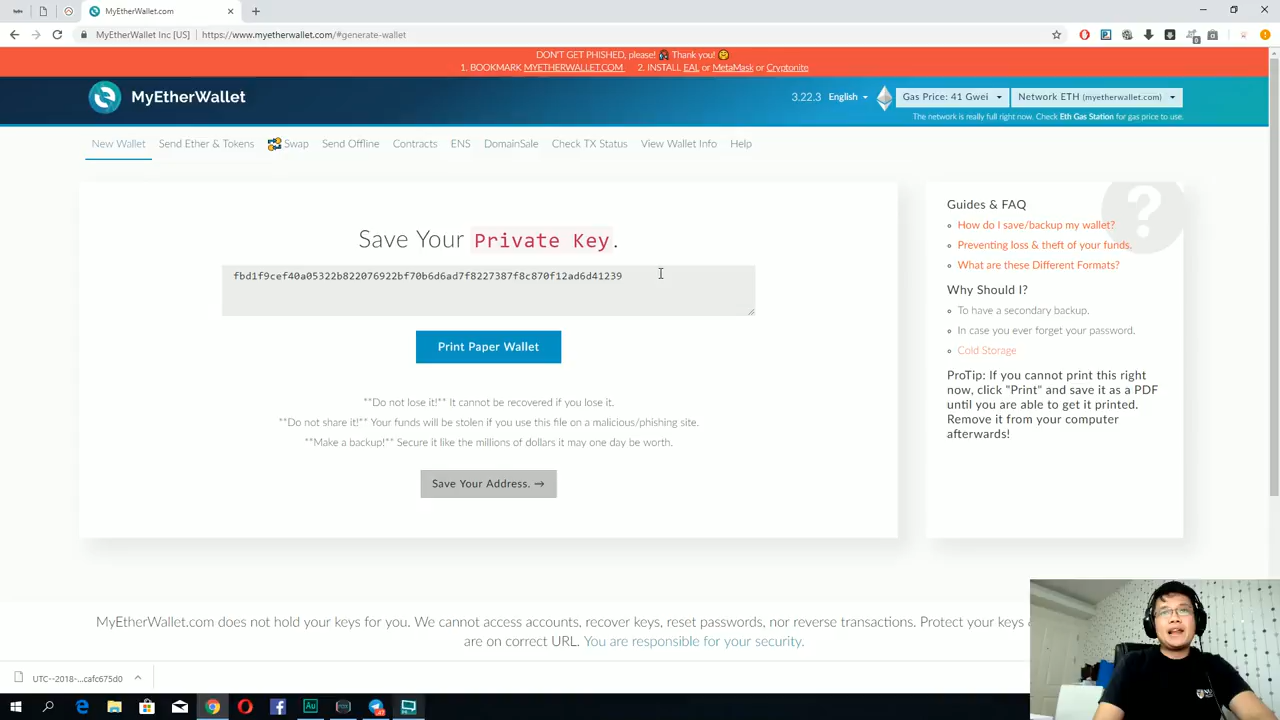 MyEtherWallet
MyEtherWallet Inc [US] https://www.myetherwallet.com/#generate-wallet
DON'T GET PHISHED, please! Thank you!
1. BOOKMARK MYETHERWALLET.COM 2. INSTALL EAL or MetaMask or Cryptonite
MyEtherWallet
3.22.3 English Gas Price: 41 Gwei Network ETH (myetherwallet.com)
The network is really full right now. Check Eth Gas Station for gas price to use.
New Wallet Send Ether & Tokens Swap Send Offline Contracts ENS DomainSale Check TX Status View Wallet Info Help
Save Your Private Key.
fbd1f9cef40a05322b822076922bf70b6d6ad7f8227387f8c870f12ad6d41239
Print Paper Wallet
**Do not lose it!** It cannot be recovered if you lose it.
**Do not share it!** Your funds will be stolen if you use this file on a malicious/phishing site.
**Make a backup!** Secure it like the millions of dollars it may one day be worth.
Save Your Address. →
Guides & FAQ
How do I save/backup my wallet?
Preventing loss & theft of your funds.
What are these Different Formats?
Why Should I?
To have a secondary backup.
In case you ever forget your password.
Cold Storage
ProTip: If you cannot print this right
now, click "Print" and save it as a PDF
until you are able to get it printed.
Remove it from your computer
afterwards!
?
MyEtherWallet.com does not hold your keys for you. We cannot access accounts, recover keys, reset passwords, nor reverse transactions. Protect your keys
are on correct URL. You are responsible for your security.
UTC--2018-...cafc675d0